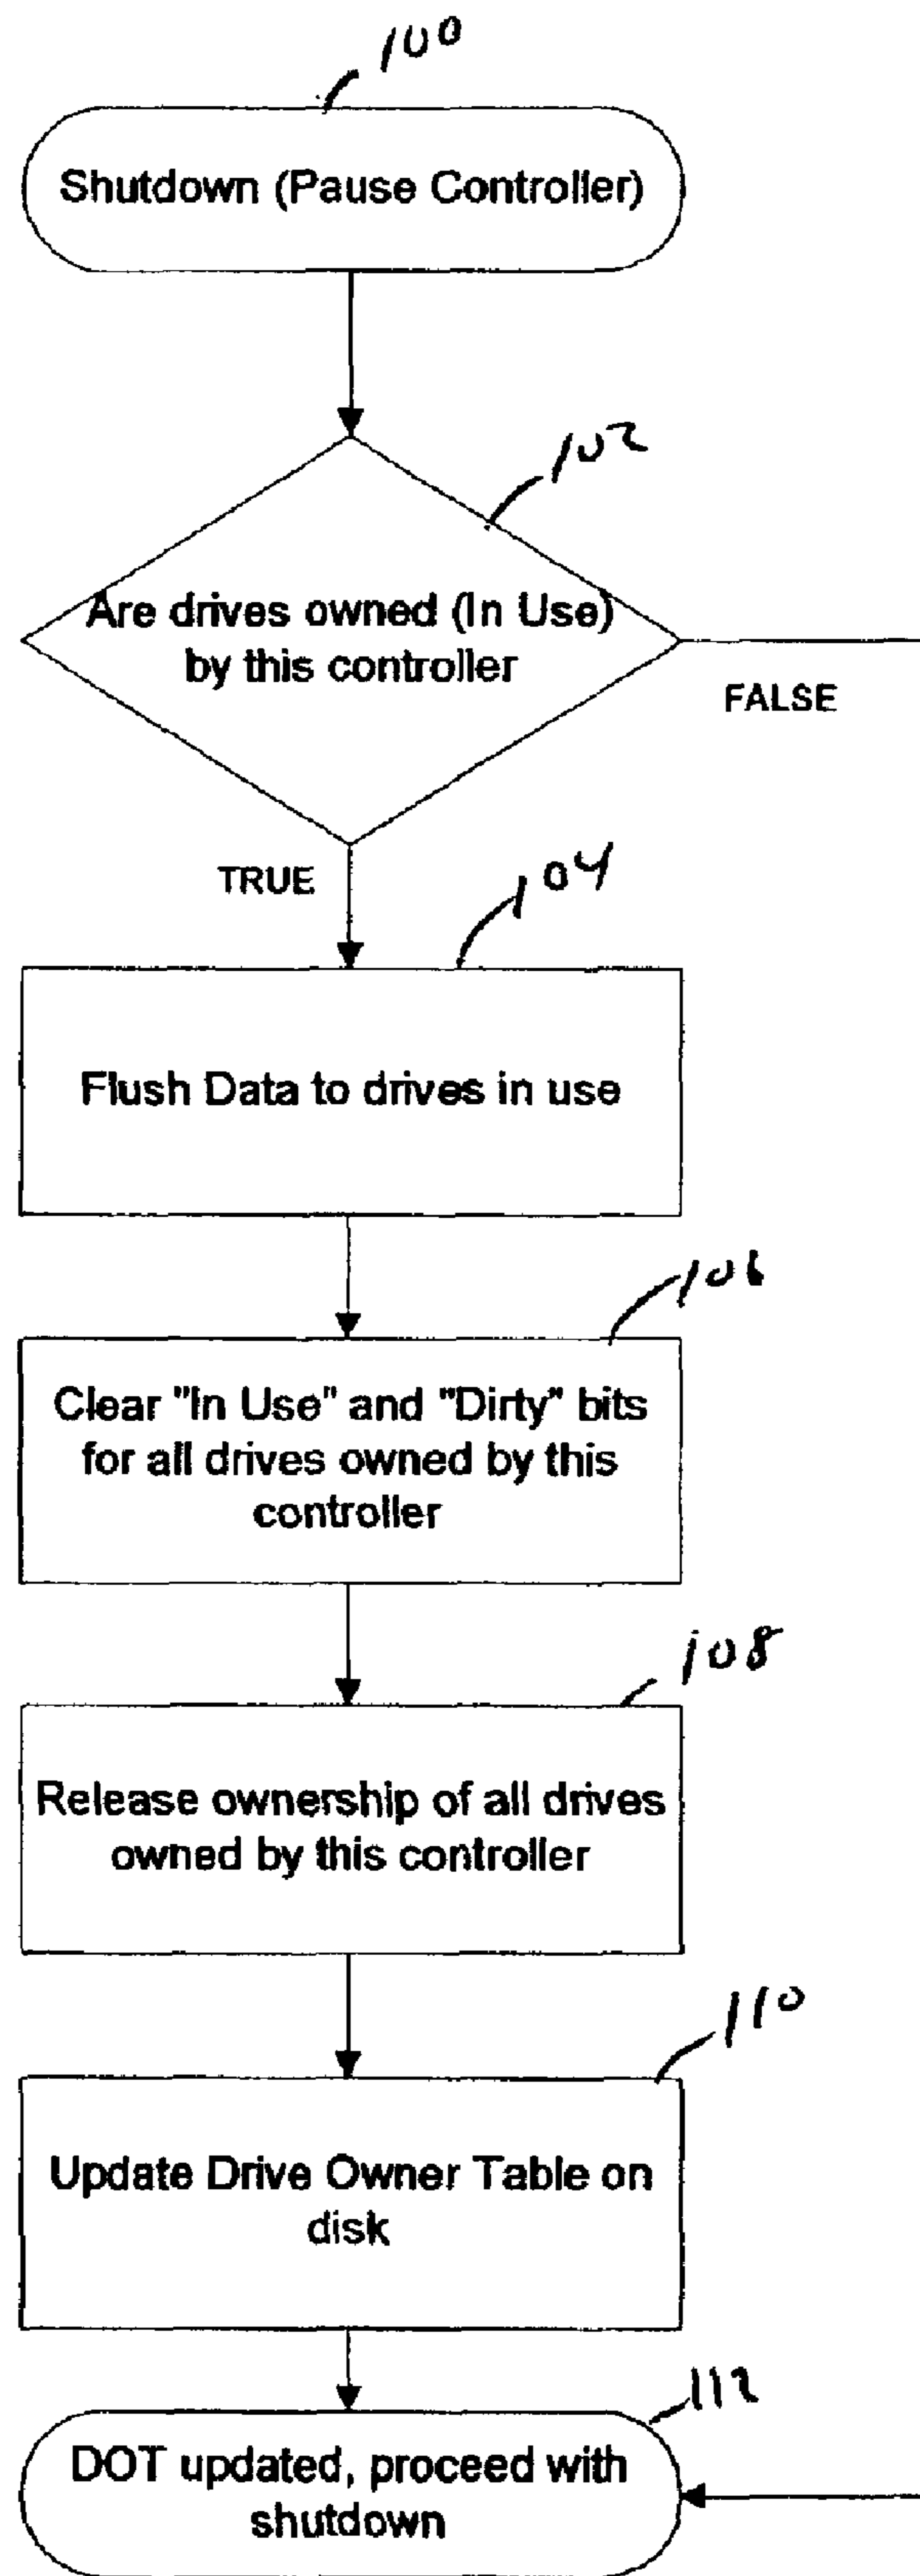 100
Shutdown (Pause Controller)
102
Are drives owned (In Use)
by this controller
FALSE
TRUE
104
Flush Data to drives in use
106
Clear "In Use" and "Dirty" bits
for all drives owned by this
controller
108
Release ownership of all drives
owned by this controller
110
Update Drive Owner Table on
disk
112
DOT updated, proceed with
shutdown